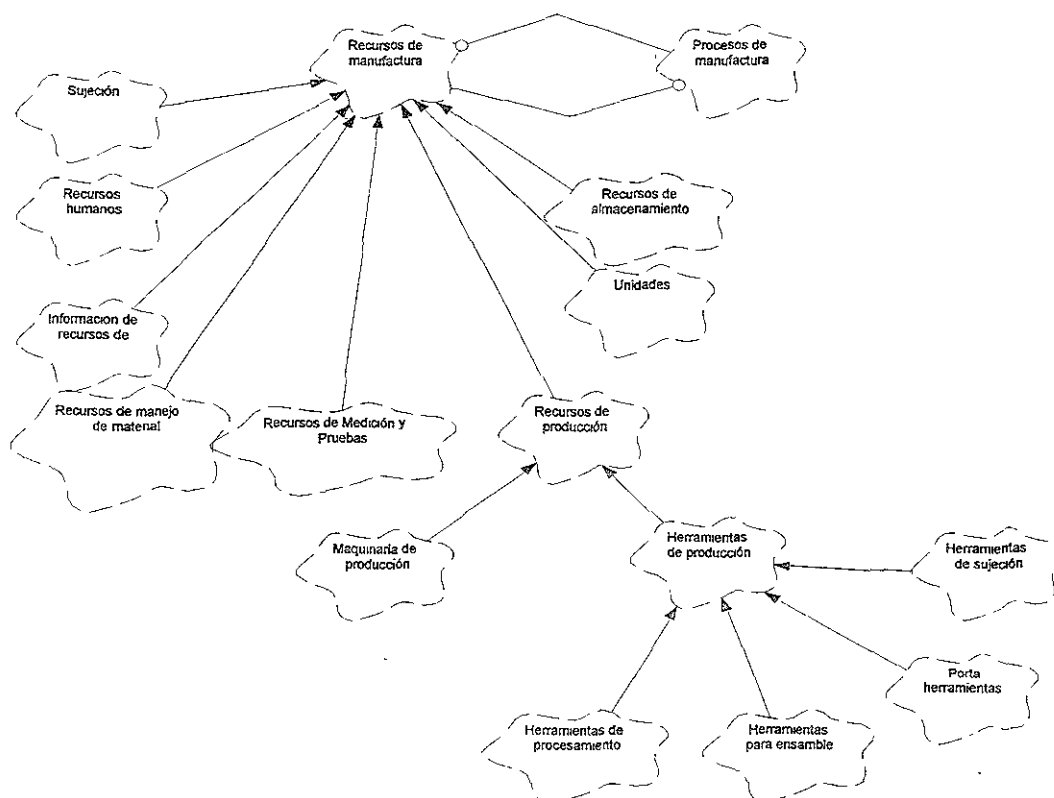 Recursos de
manufactura
Procesos de
manufactura
Sujeción
Recursos
humanos
Recursos de
almacenamiento
Unidades
Información de
recursos de
Recursos de manejo
de material
Recursos de Medición y
Pruebas
Recursos de
producción
Maquinaria de
producción
Herramientas
de producción
Herramientas
de sujeción
Porta
herramientas
Herramientas de
procesamiento
Herramientas
para ensamble